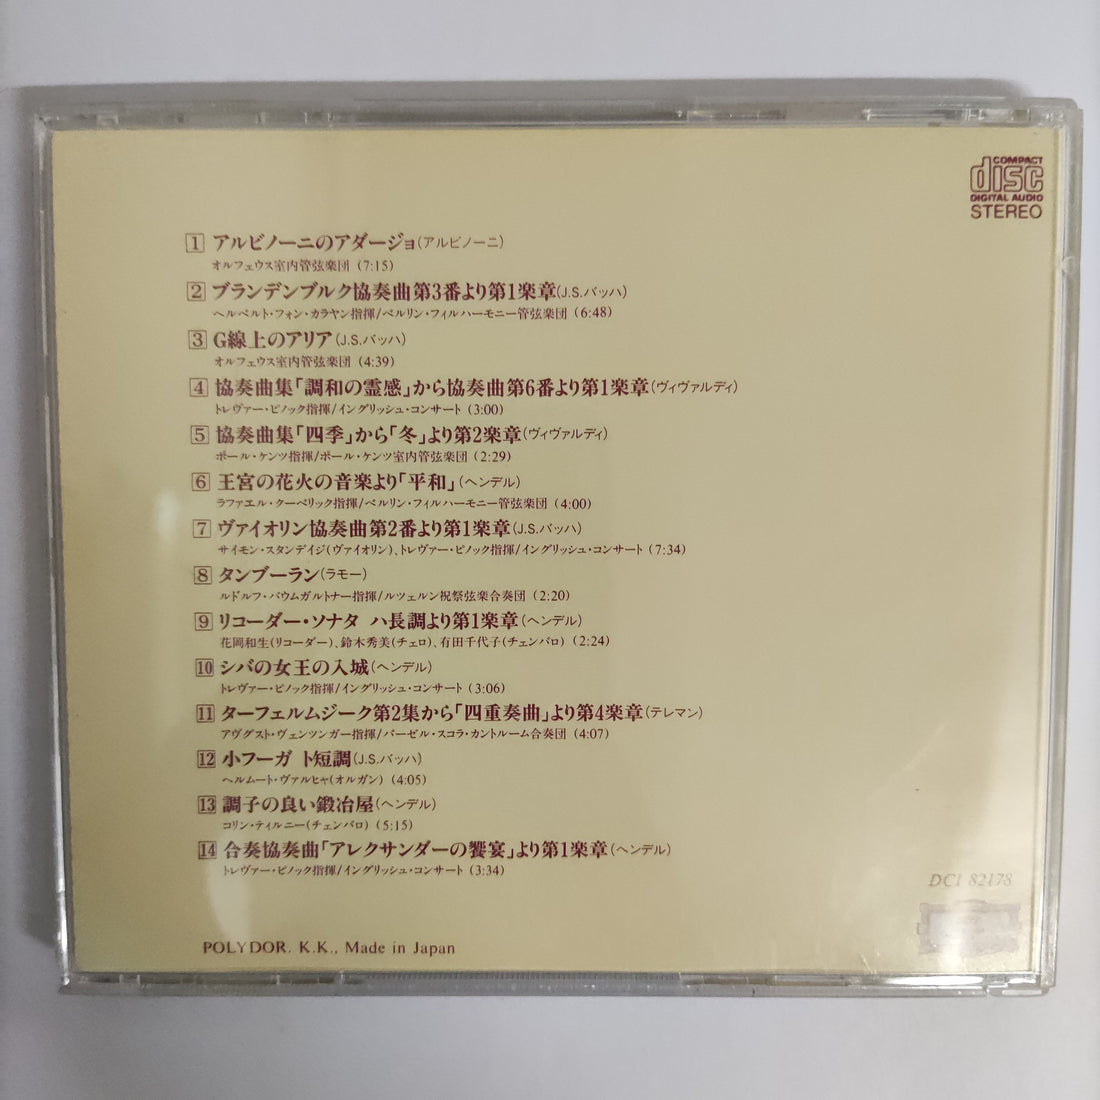 COMPACT
disc
DIGITAL AUDIO
STEREO
1 アルビノーニのアダージョ(アルビノーニ)
オルフェウス室内管弦楽団 (7:15)
2 ブランデンブルク協奏曲第3番より第1楽章(J.S.バッハ)
ヘルベルト・フォン・カラヤン指揮/ベルリン・フィルハーモニー管弦楽団 (6:48)
3 G線上のアリア(J.S.バッハ)
オルフェウス室内管弦楽団 (4:39)
4 協奏曲集「調和の霊感」から協奏曲第6番より第1楽章(ヴィヴァルディ)
トレヴァー・ピノック指揮/イングリッシュ・コンサート (3:00)
5 協奏曲集「四季」から「冬」より第2楽章(ヴィヴァルディ)
ポール・ケンツ指揮/ポール・ケンツ室内管弦楽団 (2:29)
6 王宮の花火の音楽より「平和」(ヘンデル)
ラファエル・クーベリック指揮/ベルリン・フィルハーモニー管弦楽団 (4:00)
7 ヴァイオリン協奏曲第2番より第1楽章(J.S.バッハ)
サイモン・スタンデイジ(ヴァイオリン)、トレヴァー・ピノック指揮/イングリッシュ・コンサート (7:34)
8 タンブーラン(ラモー)
ルドルフ・バウムガルトナー指揮/ルツェルン祝祭弦楽合奏団 (2:20)
9 リコーダー・ソナタ ハ長調より第1楽章(ヘンデル)
花岡和生(リコーダー)、鈴木秀美(チェロ)、有田千代子(チェンバロ) (2:24)
10 シバの女王の入城(ヘンデル)
トレヴァー・ピノック指揮/イングリッシュ・コンサート (3:06)
11 ターフェルムジーク第2集から「四重奏曲」より第4楽章(テレマン)
アウグスト・ヴェンツンガー指揮/バーゼル・スコラ・カントルーム合奏団 (4:07)
12 小フーガ ト短調(J.S.バッハ)
ヘルムート・ヴァルヒャ(オルガン) (4:05)
13 調子の良い鍛冶屋(ヘンデル)
コリン・ティルニー(チェンバロ) (5:15)
14 合奏協奏曲「アレクサンダーの饗宴」より第1楽章(ヘンデル)
トレヴァー・ピノック指揮/イングリッシュ・コンサート (3:34)
DCI 82178
POLYDOR. K.K., Made in Japan